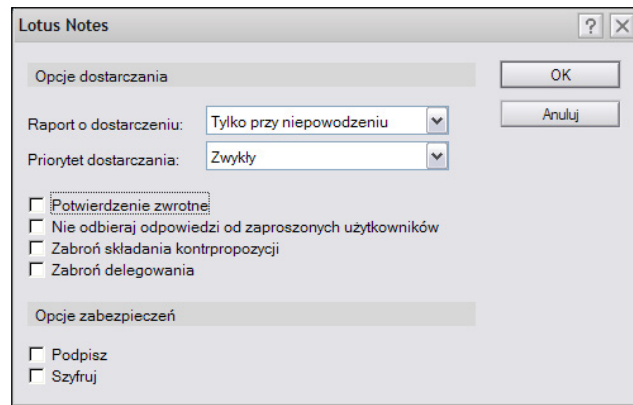 Lotus Notes
Opcje dostarczania
OK
Raport o dostarczeniu: Tylko przy niepowodzeniu
Anuluj
Priorytet dostarczania: Zwykły
Potwierdzenie zwrotne
Nie odbieraj odpowiedzi od zaproszonych użytkowników
Zabroń składania kontrpropozycji
Zabroń delegowania
Opcje zabezpieczeń
Podpisz
Szyfruj